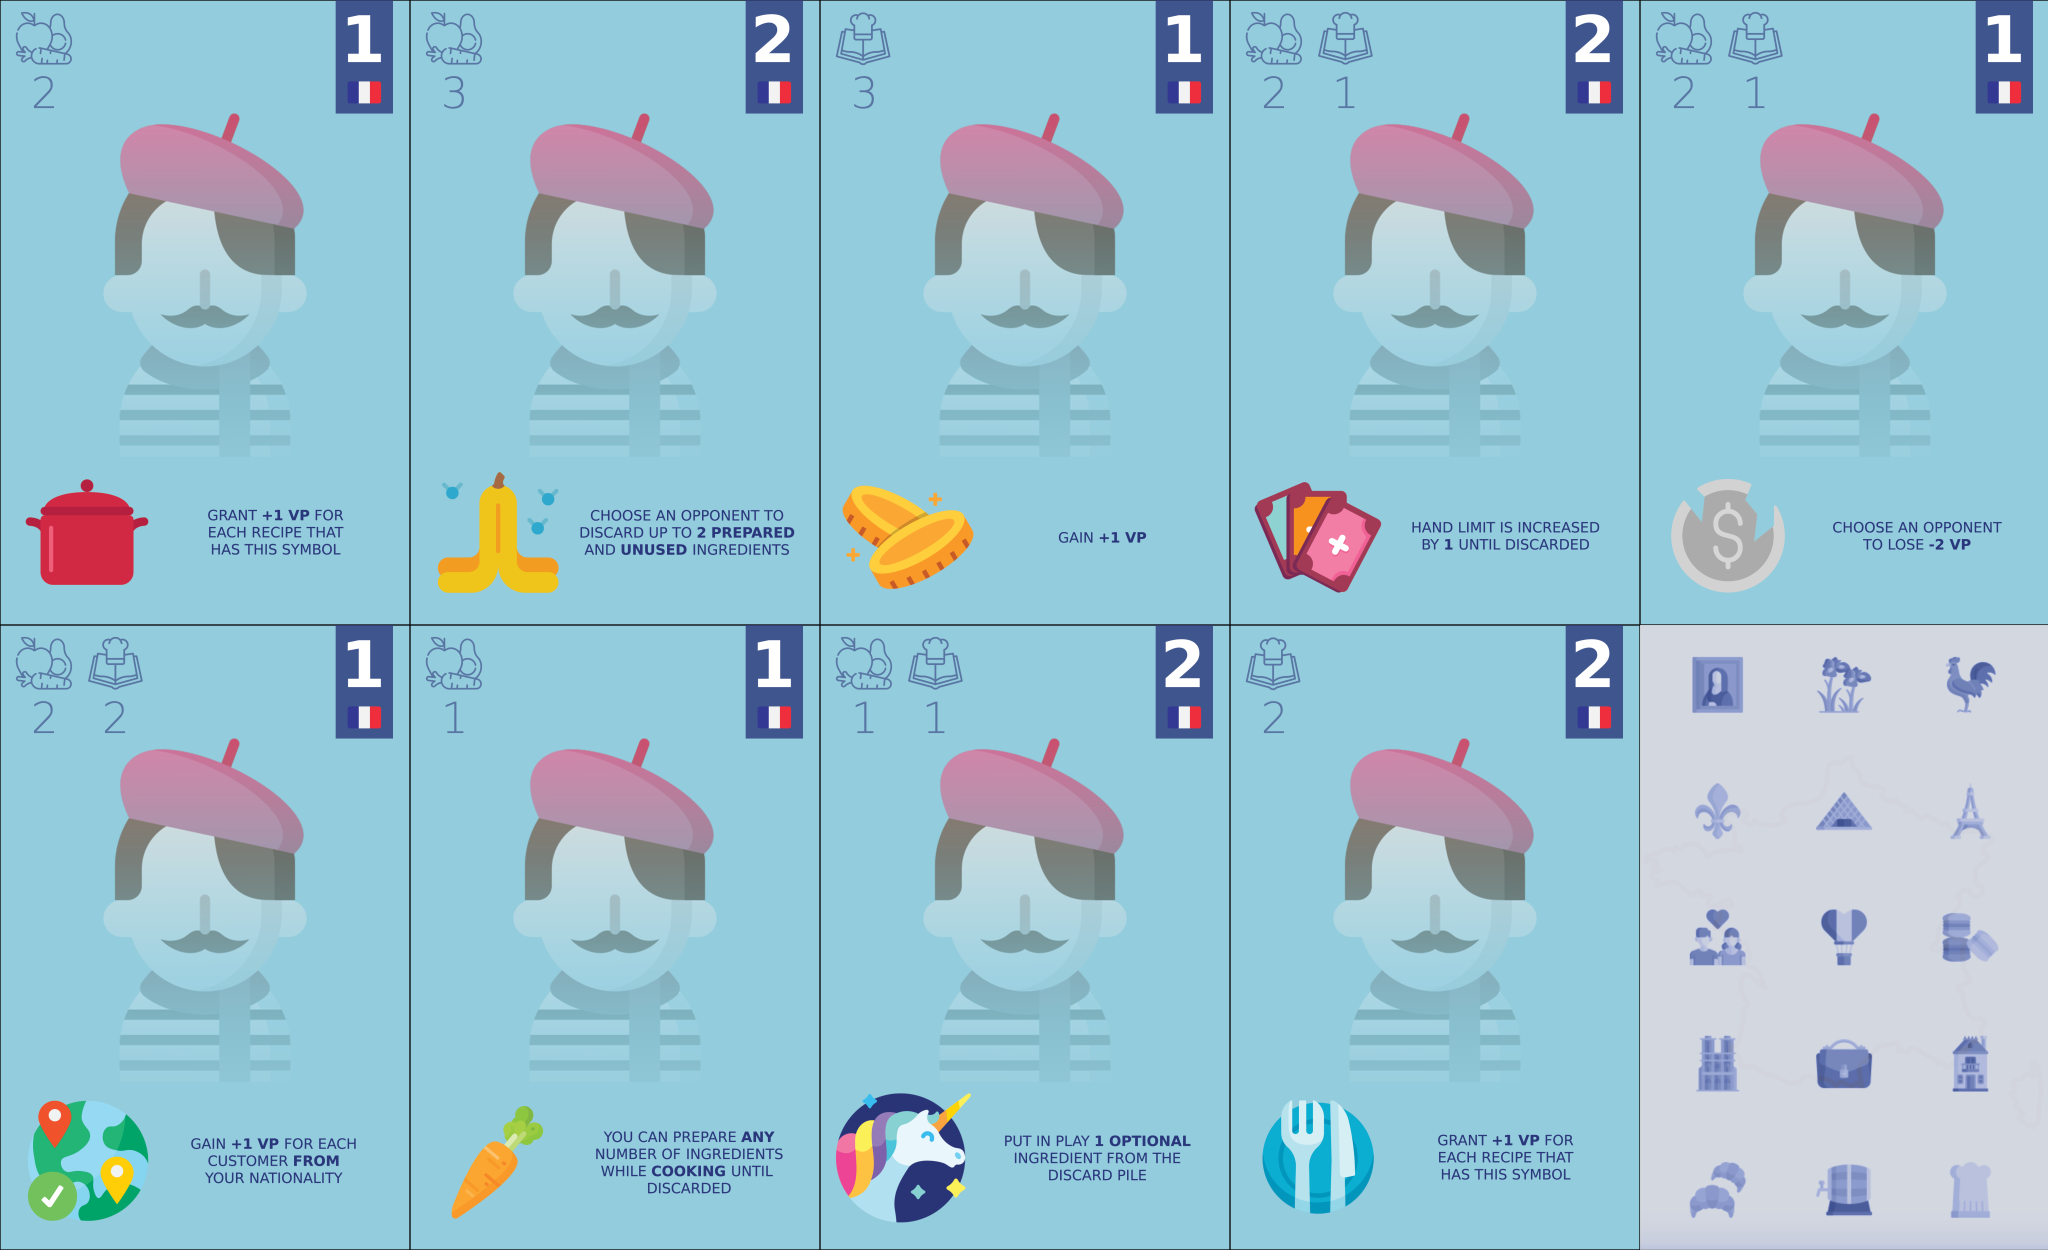 1
2
GRANT +1 VP FOR
EACH RECIPE THAT
HAS THIS SYMBOL
2
3
CHOOSE AN OPPONENT TO
DISCARD UP TO 2 PREPARED
AND UNUSED INGREDIENTS
1
3
GAIN +1 VP
2
2 1
HAND LIMIT IS INCREASED
BY 1 UNTIL DISCARDED
1
2 1
$
CHOOSE AN OPPONENT
TO LOSE -2 VP
1
2 2
GAIN +1 VP FOR EACH
CUSTOMER FROM
YOUR NATIONALITY
1
1
YOU CAN PREPARE ANY
NUMBER OF INGREDIENTS
WHILE COOKING UNTIL
DISCARDED
2
1 1
PUT IN PLAY 1 OPTIONAL
INGREDIENT FROM THE
DISCARD PILE
2
2
GRANT +1 VP FOR
EACH RECIPE THAT
HAS THIS SYMBOL